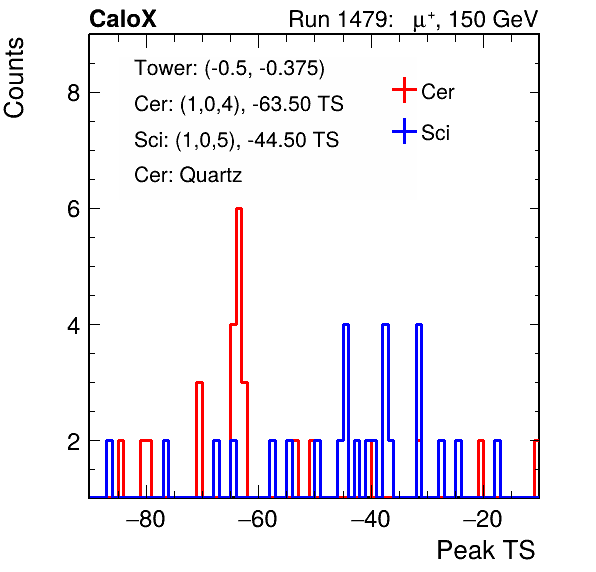 CaloX Run 1479: μ⁺, 150 GeV
Counts
Tower: (-0.5, -0.375)
Cer: (1,0,4), -63.50 TS
Sci: (1,0,5), -44.50 TS
Cer: Quartz
Cer
Sci
8
6
4
2
−80 −60 −40 −20
Peak TS